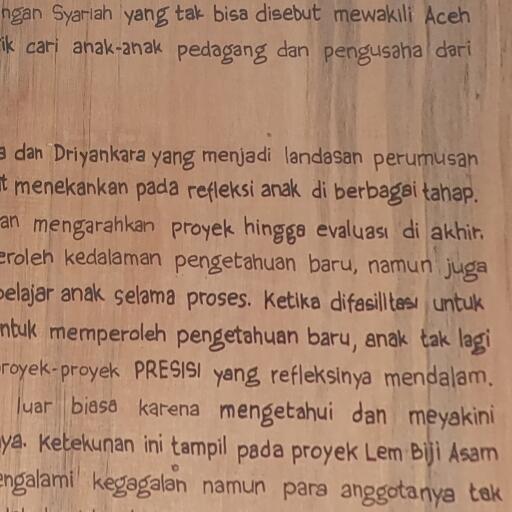 ngan Syariah yang tak bisa disebut mewakili Aceh
ik cari anak-anak pedagang dan pengusaha dari
a dan Driyankara yang menjadi landasan perumusan
t menekankan pada refleksi anak di berbagai tahap.
an mengarahkan proyek hingga evaluasi di akhir.
eroleh kedalaman pengetahuan baru, namun juga
belajar anak selama proses. Ketika difasilitasi untuk
ntuk memperoleh pengetahuan baru, anak tak lagi
royek-proyek PRESISI yang refleksinya mendalam.
luar biasa karena mengetahui dan meyakini
ya. Ketekunan ini tampil pada proyek Lem Biji Asam
engalami kegagalan namun para anggotanya tak